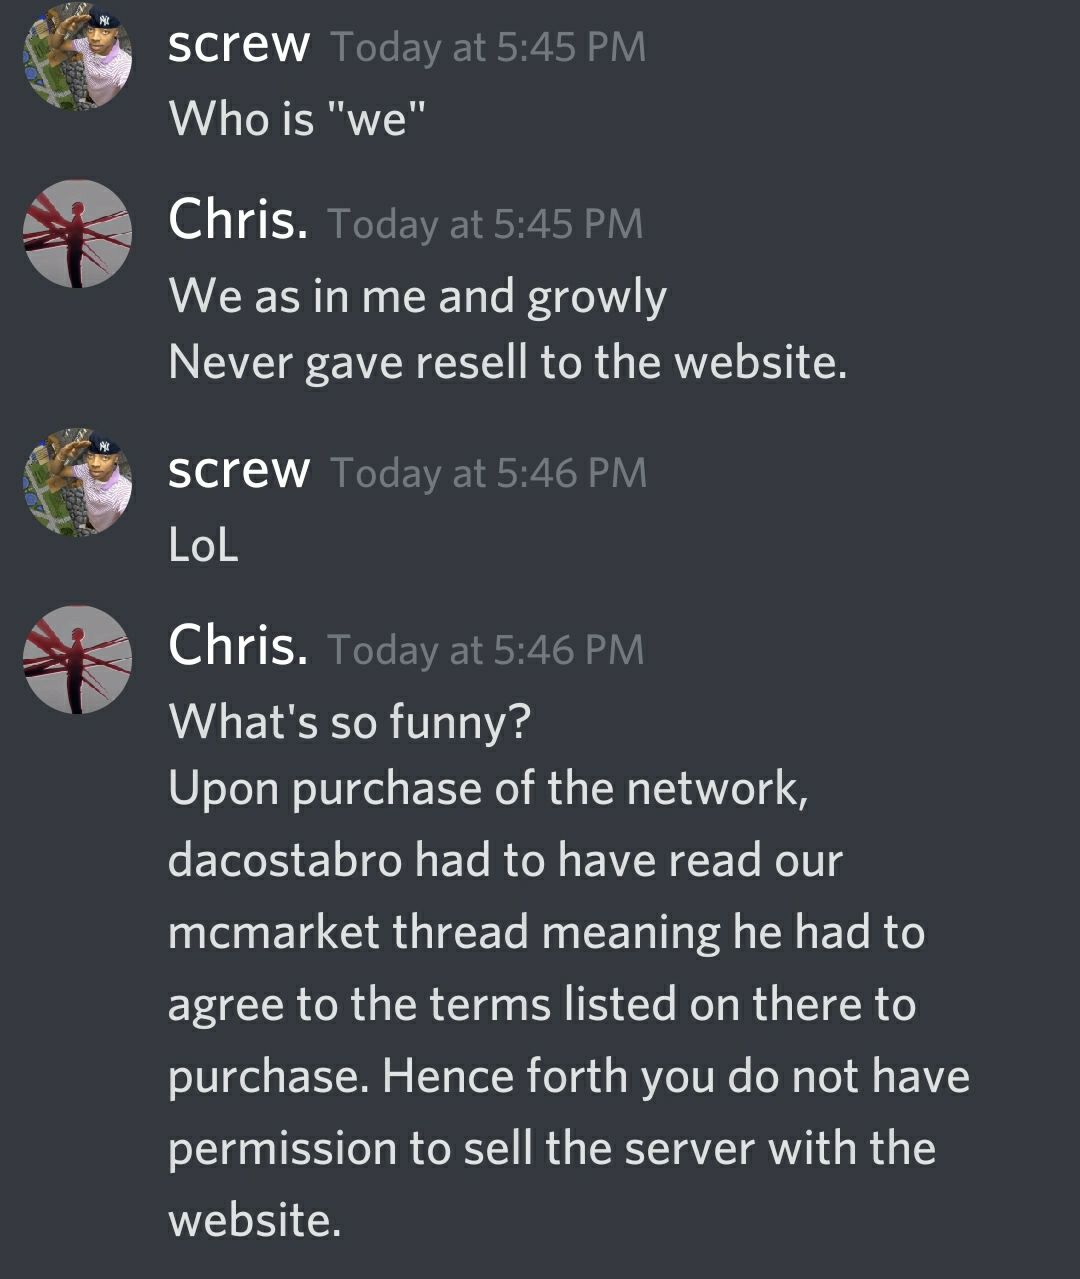 screw Today at 5:45 PM
Who is "we"
Chris. Today at 5:45 PM
We as in me and growly
Never gave resell to the website.
screw Today at 5:46 PM
LoL
Chris. Today at 5:46 PM
What's so funny?
Upon purchase of the network,
dacostabro had to have read our
mcmarket thread meaning he had to
agree to the terms listed on there to
purchase. Hence forth you do not have
permission to sell the server with the
website.